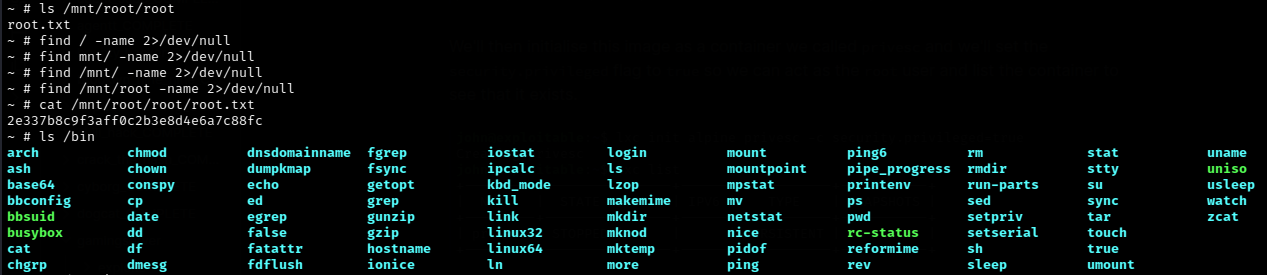 ~ # ls /mnt/root/root
root.txt
~ # find / -name 2>/dev/null
~ # find mnt/ -name 2>/dev/null
~ # find /mnt/ -name 2>/dev/null
~ # find /mnt/root -name 2>/dev/null
~ # cat /mnt/root/root/root.txt
2e337b8c9f3aff0c2b3e8d4e6a7c88fc
~ # ls /bin
arch chmod dnsdomainname fgrep iostat login mount ping6 rm stat uname
ash chown dumpkmap fsync ipcalc ls mountpoint pipe_progress rmdir stty uniso
base64 conspy echo getopt kbd_mode lzop mpstat printenv run-parts su usleep
bbconfig cp ed grep kill makemime mv ps sed sync watch
bbsuid date egrep gunzip link mkdir netstat pwd setpriv tar zcat
busybox dd false gzip linux32 mknod nice rc-status setserial touch
cat df fatattr hostname linux64 mktemp pidof reformime sh true
chgrp dmesg fdflush ionice ln more ping rev sleep umount